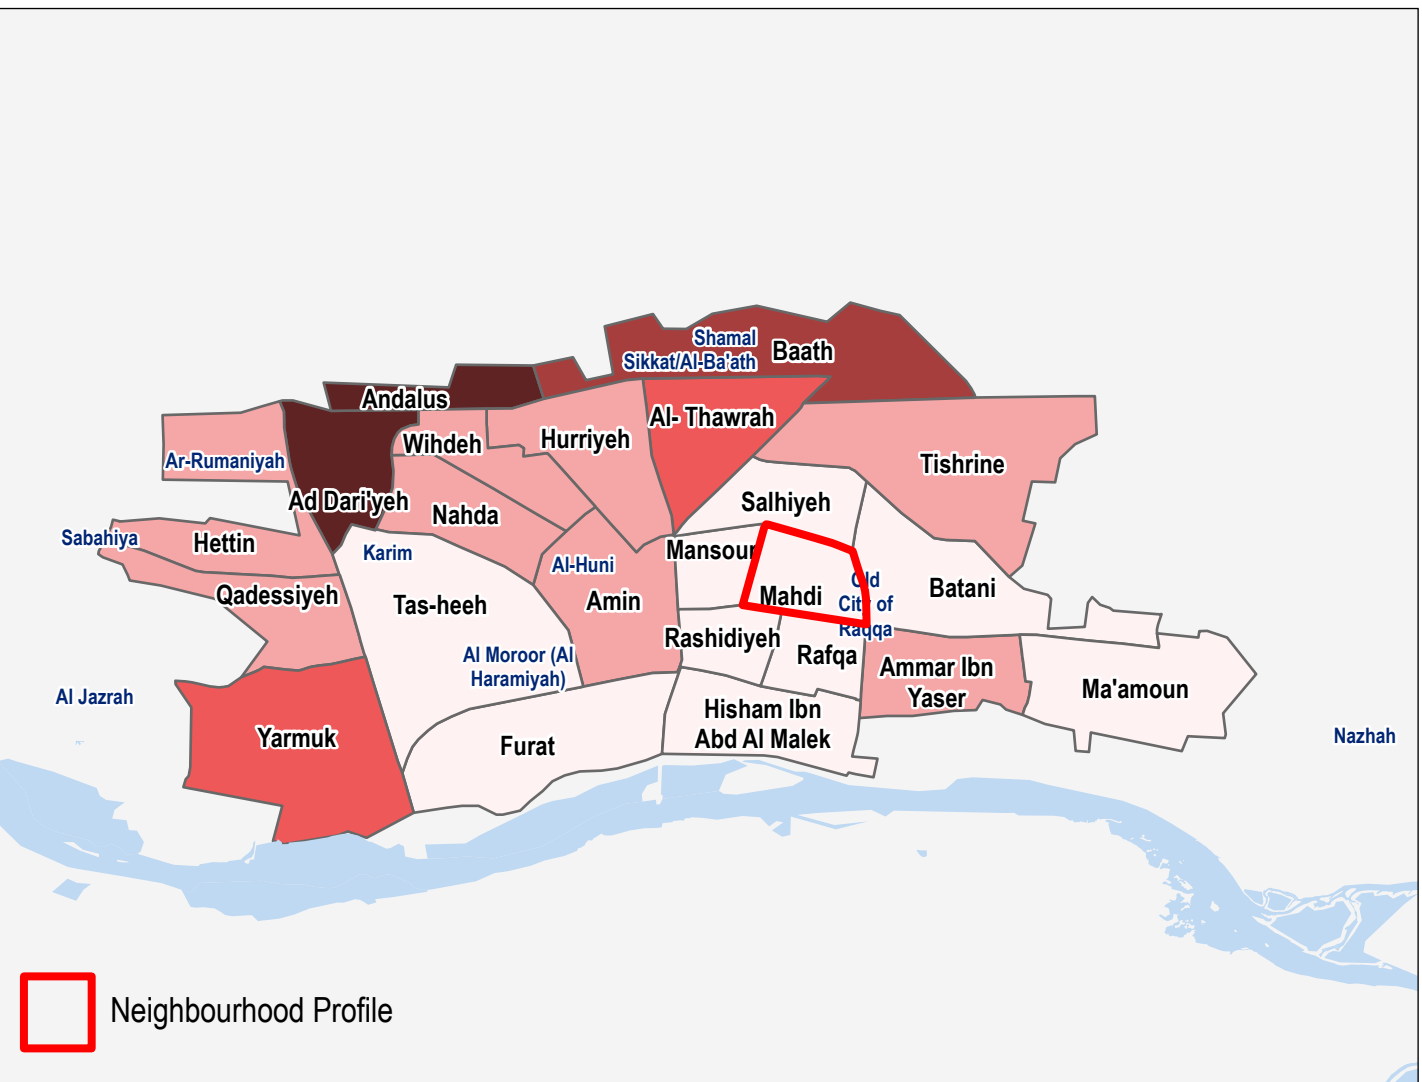 Shamal
Sikkat/Al-Ba'ath
Baath
Andalus
Al- Thawrah
Wihdeh
Hurriyeh
Ar-Rumaniyah
Tishrine
Ad Dari'yeh
Nahda
Salhiyeh
Sabahiya
Hettin
Karim
Al-Huni
Mansour
Qadessiyeh
Tas-heeh
Amin
Mahdi
Old
City of
Raqqa
Batani
Rashidiyeh
Rafqa
Al Moroor (Al
Haramiyah)
Ammar Ibn
Yaser
Ma'amoun
Al Jazrah
Hisham Ibn
Abd Al Malek
Yarmuk
Furat
Nazhah
Neighbourhood Profile